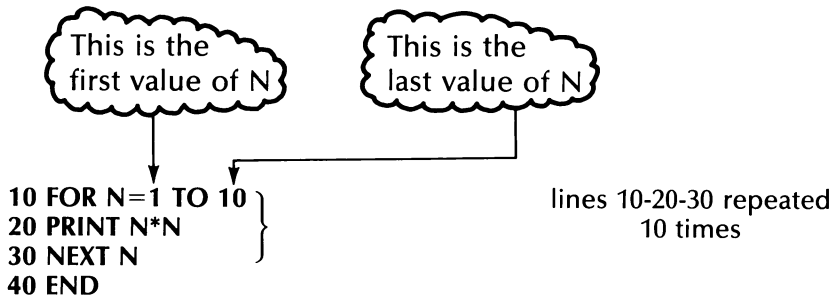 This is the
first value of N
This is the
last value of N
10 FOR N=1 TO 10
20 PRINT N*N
30 NEXT N
40 END
lines 10-20-30 repeated
10 times